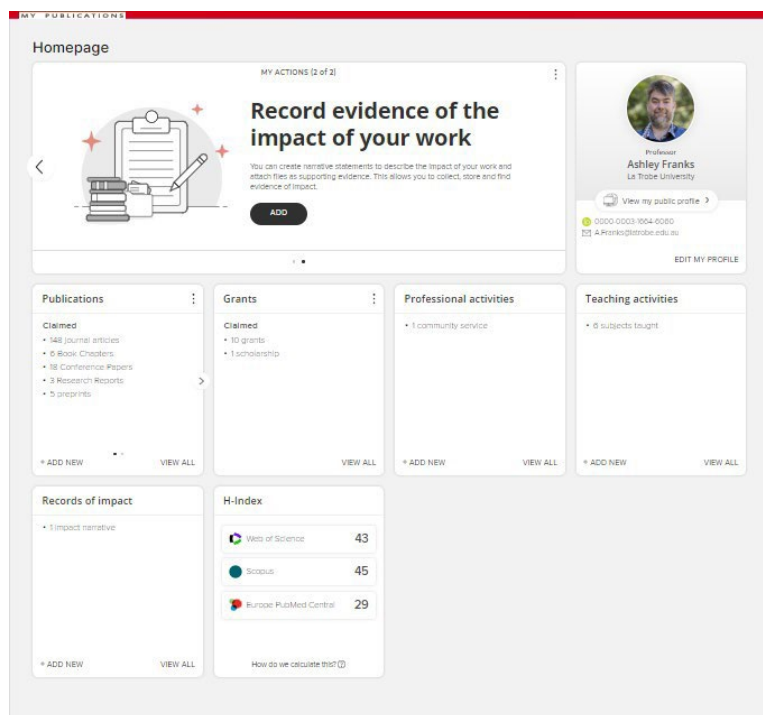 MY PUBLICATIONS
Homepage
MY ACTIONS (2 of 2)
Record evidence of the
impact of your work
You can create narrative statements to describe the impact of your work and
attach files as supporting evidence. This allows you to collect, store and find
evidence of impact.
ADD
Professor
Ashley Franks
La Trobe University
View my public profile
0000-0003-1664-6060
A.Franks@latrobe.edu.au
EDIT MY PROFILE
Publications
Claimed
• 148 journal articles
• 6 Book Chapters
• 18 Conference Papers
• 3 Research Reports
• 5 preprints
+ ADD NEW VIEW ALL
Grants
Claimed
• 10 grants
• 1 scholarship
VIEW ALL
Professional activities
• 1 community service
+ ADD NEW VIEW ALL
Teaching activities
• 6 subjects taught
+ ADD NEW VIEW ALL
Records of impact
• 1 impact narrative
+ ADD NEW VIEW ALL
H-Index
Web of Science 43
Scopus 45
Europe PubMed Central 29
How do we calculate this?